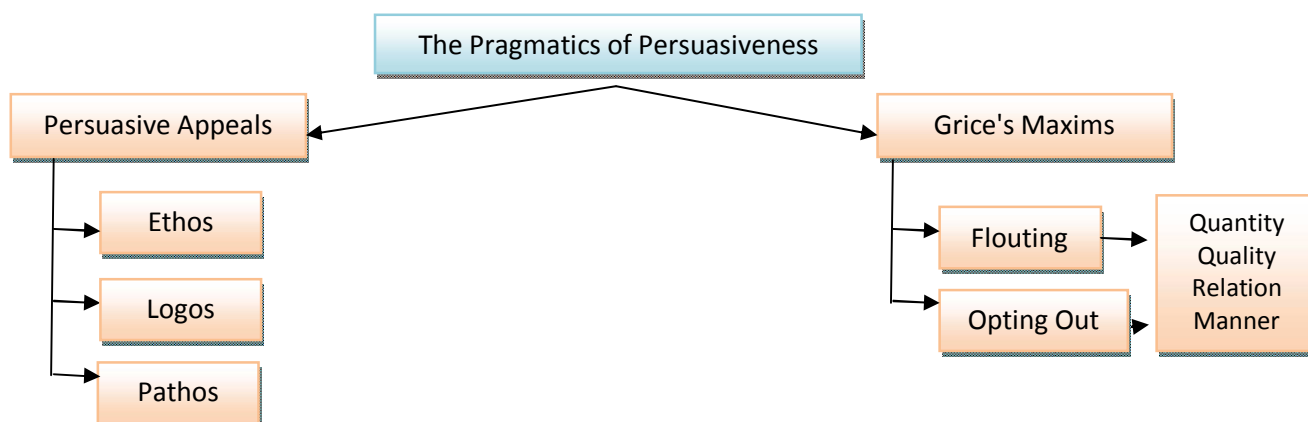 The Pragmatics of Persuasiveness
Persuasive Appeals
Ethos
Logos
Pathos
Grice's Maxims
Flouting
Opting Out
Quantity
Quality
Relation
Manner